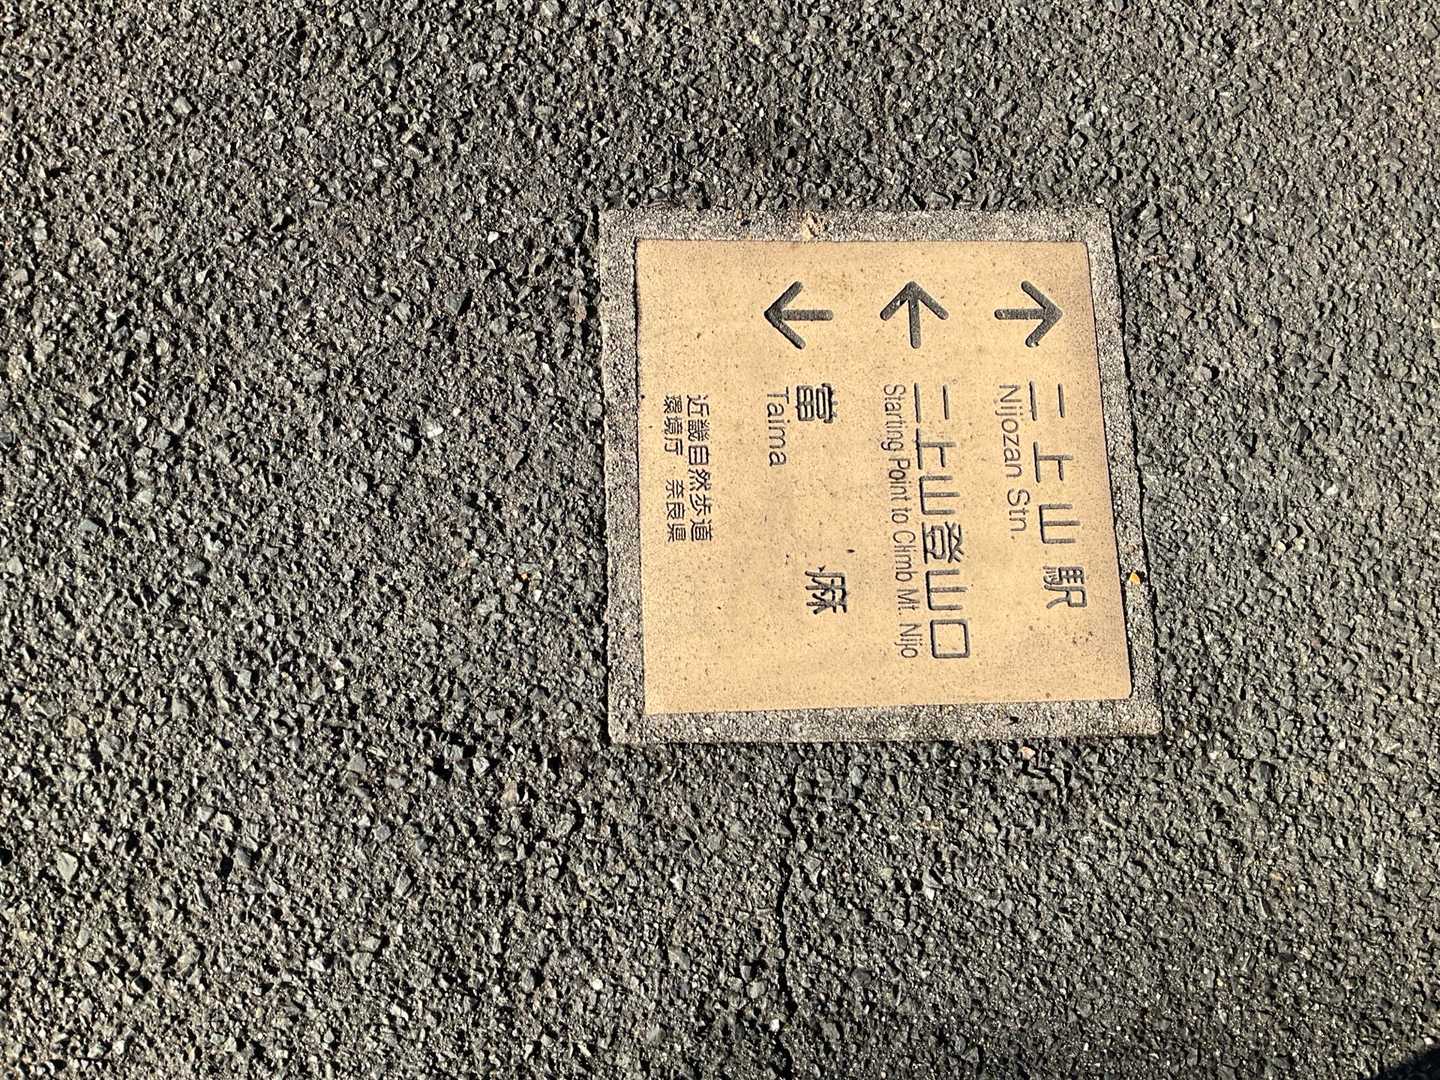 ↑ 二上山駅
Nijozan Stn.
← 二上山登山口
Starting Point to Climb Mt. Nijo
↓ 當麻
Taima
近畿自然歩道
環境庁 奈良県